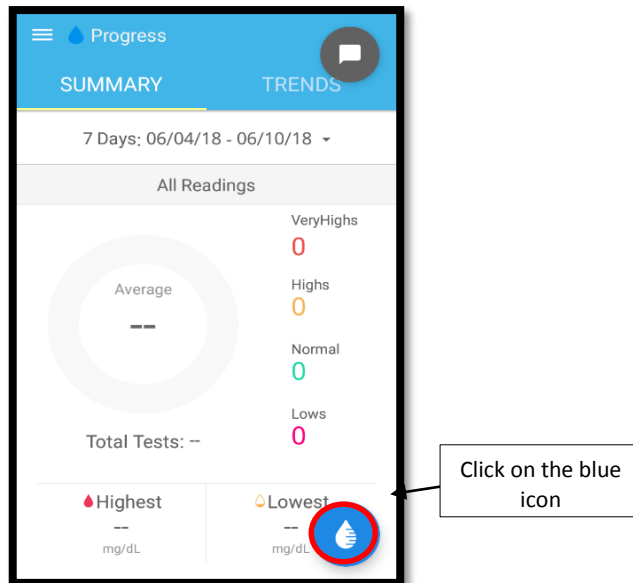 Progress
SUMMARY TRENDS
7 Days: 06/04/18 - 06/10/18
All Readings
VeryHighs
0
Average
--
Highs
0
Normal
0
Lows
0
Total Tests: --
Highest
--
mg/dL
Lowest
--
mg/dL
Click on the blue
icon